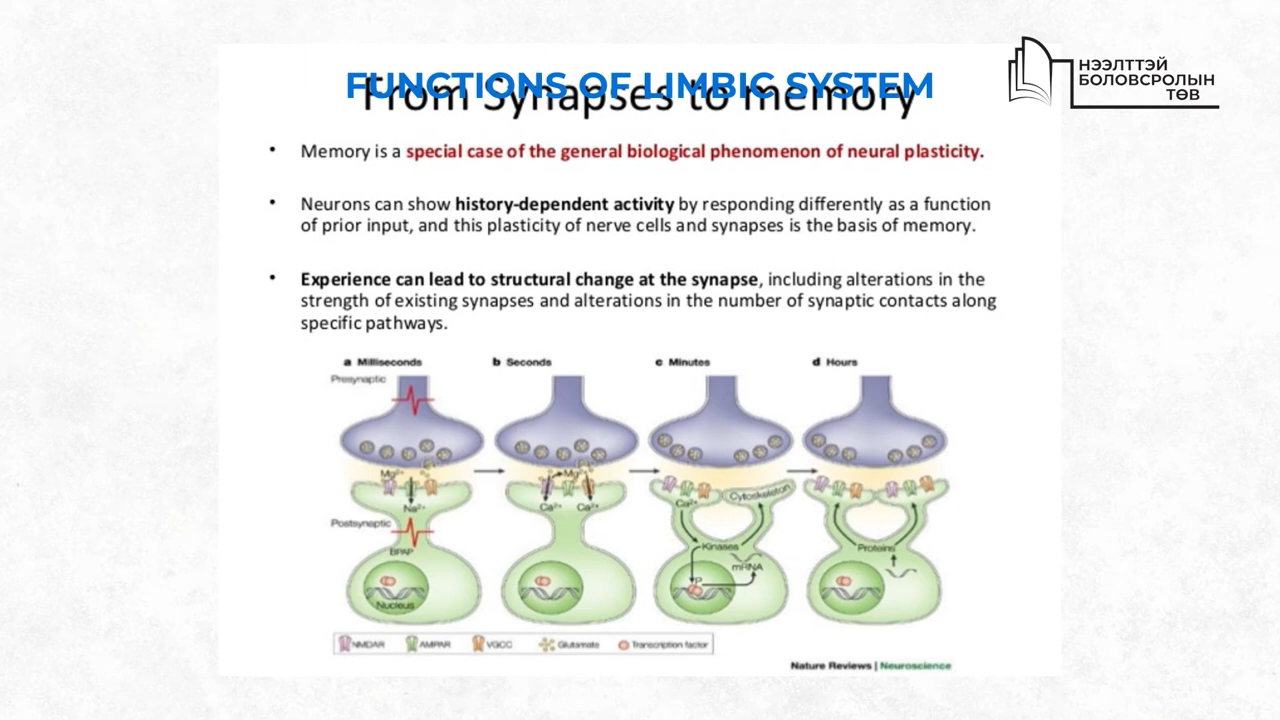 FUNCTIONS OF LIMBIC SYSTEM
From Synapses to memory
НЭЭЛТТЭЙ
БОЛОВСРОЛЫН
ТӨВ
• Memory is a special case of the general biological phenomenon of neural plasticity.
• Neurons can show history-dependent activity by responding differently as a function
of prior input, and this plasticity of nerve cells and synapses is the basis of memory.
• Experience can lead to structural change at the synapse, including alterations in the
strength of existing synapses and alterations in the number of synaptic contacts along
specific pathways.
a Milliseconds b Seconds c Minutes d Hours
Presynaptic
Mg²⁺ Mg²⁺
Cytoskeleton
Na²⁺ Ca²⁺ Ca²⁺ Ca²⁺
Postsynaptic
BPAP Kinases Proteins
mRNA
P
Nucleus
NMDAR AMPAR VGCC Glutamate Transcription factor
Nature Reviews | Neuroscience